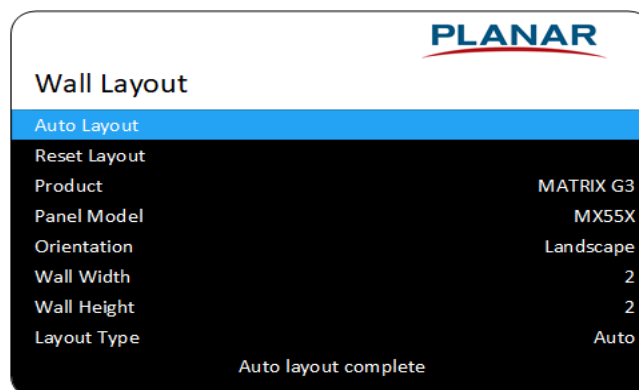 PLANAR
Wall Layout
Auto Layout
Reset Layout
Product MATRIX G3
Panel Model MX55X
Orientation Landscape
Wall Width 2
Wall Height 2
Layout Type Auto
Auto layout complete